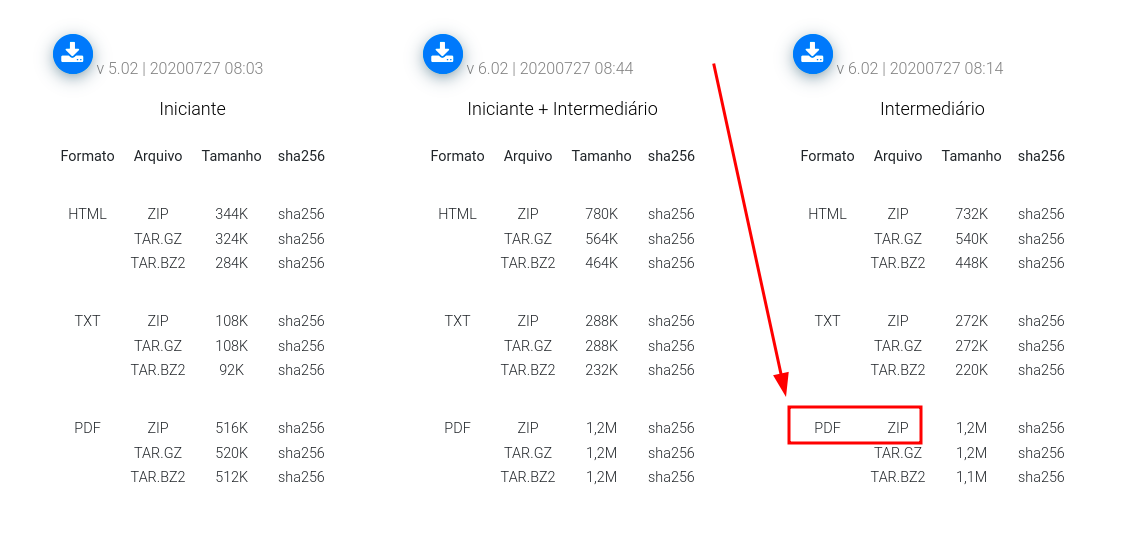 v 5.02 | 20200727 08:03
Iniciante
Formato Arquivo Tamanho sha256
HTML ZIP 344K sha256
TAR.GZ 324K sha256
TAR.BZ2 284K sha256
TXT ZIP 108K sha256
TAR.GZ 108K sha256
TAR.BZ2 92K sha256
PDF ZIP 516K sha256
TAR.GZ 520K sha256
TAR.BZ2 512K sha256
v 6.02 | 20200727 08:44
Iniciante + Intermediário
Formato Arquivo Tamanho sha256
HTML ZIP 780K sha256
TAR.GZ 564K sha256
TAR.BZ2 464K sha256
TXT ZIP 288K sha256
TAR.GZ 288K sha256
TAR.BZ2 232K sha256
PDF ZIP 1,2M sha256
TAR.GZ 1,2M sha256
TAR.BZ2 1,2M sha256
v 6.02 | 20200727 08:14
Intermediário
Formato Arquivo Tamanho sha256
HTML ZIP 732K sha256
TAR.GZ 540K sha256
TAR.BZ2 448K sha256
TXT ZIP 272K sha256
TAR.GZ 272K sha256
TAR.BZ2 220K sha256
PDF ZIP 1,2M sha256
TAR.GZ 1,2M sha256
TAR.BZ2 1,1M sha256